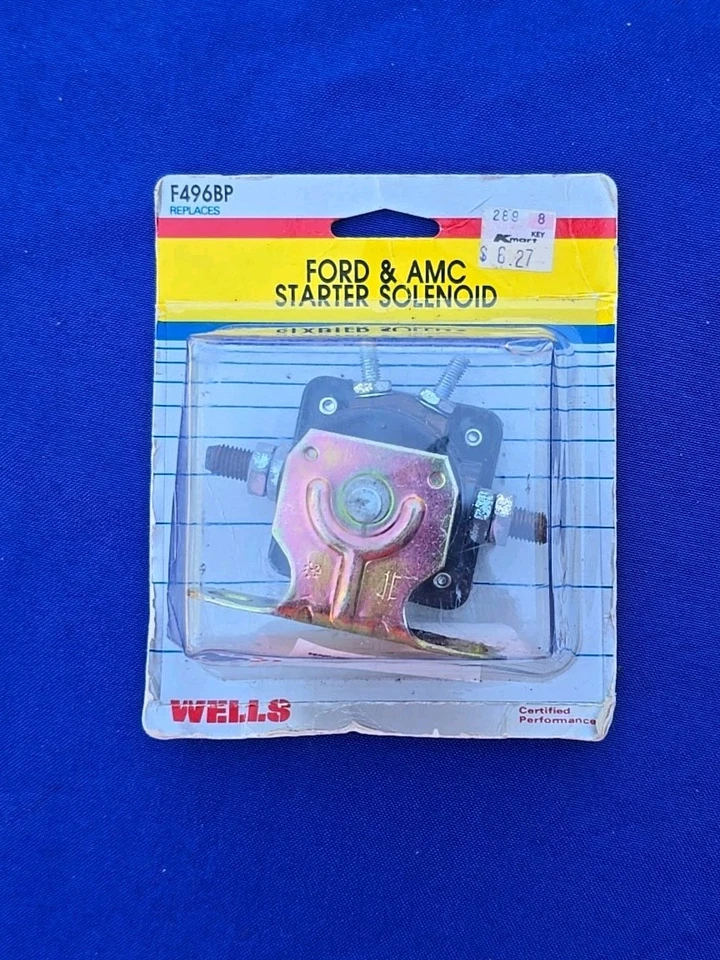 F496BP
REPLACES
289 8
KEY
Kmart
$ 6.27
FORD & AMC
STARTER SOLENOID
WELLS
Certified
Performance